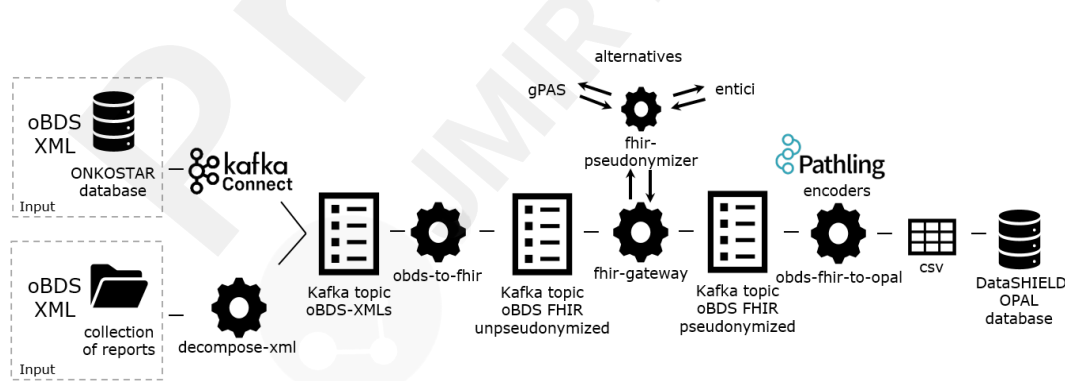 alternatives
gPAS
entici
fhir-
pseudonymizer
oBDS
XML
ONKOSTAR
database
Input
kafka
Connect
Pathling
encoders
oBDS
XML
collection
of reports
Input
decompose-xml
Kafka topic
oBDS-XMLs
obds-to-fhir
Kafka topic
oBDS FHIR
unpseudonymized
fhir-gateway
Kafka topic
oBDS FHIR
pseudonymized
obds-fhir-to-opal
csv
DataSHIELD
OPAL
database
JMIR
Pr